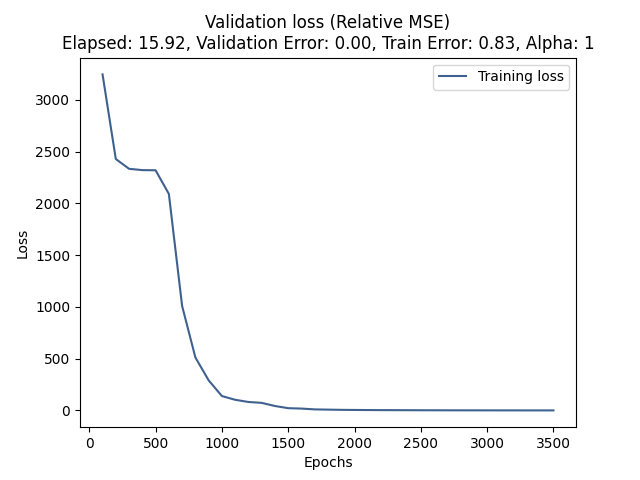 Validation loss (Relative MSE)
Elapsed: 15.92, Validation Error: 0.00, Train Error: 0.83, Alpha: 1
Training loss
3000
2500
2000
1500
1000
500
0
Loss
0 500 1000 1500 2000 2500 3000 3500
Epochs